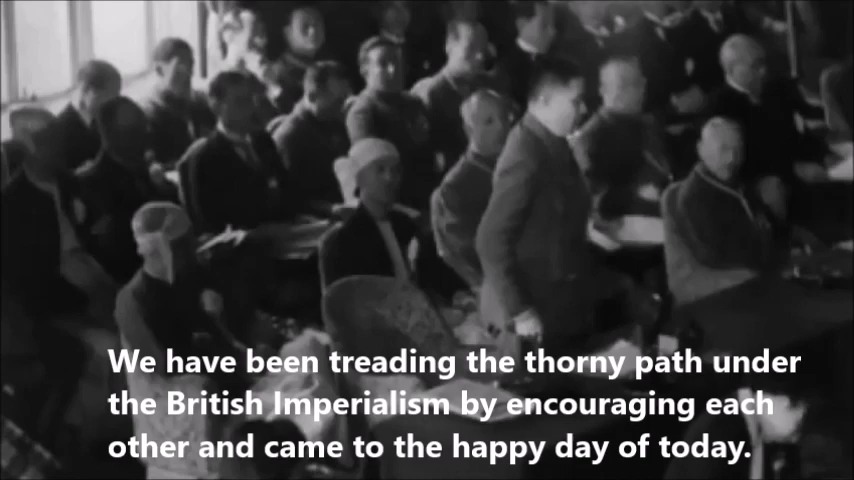 We have been treading the thorny path under
the British Imperialism by encouraging each
other and came to the happy day of today.